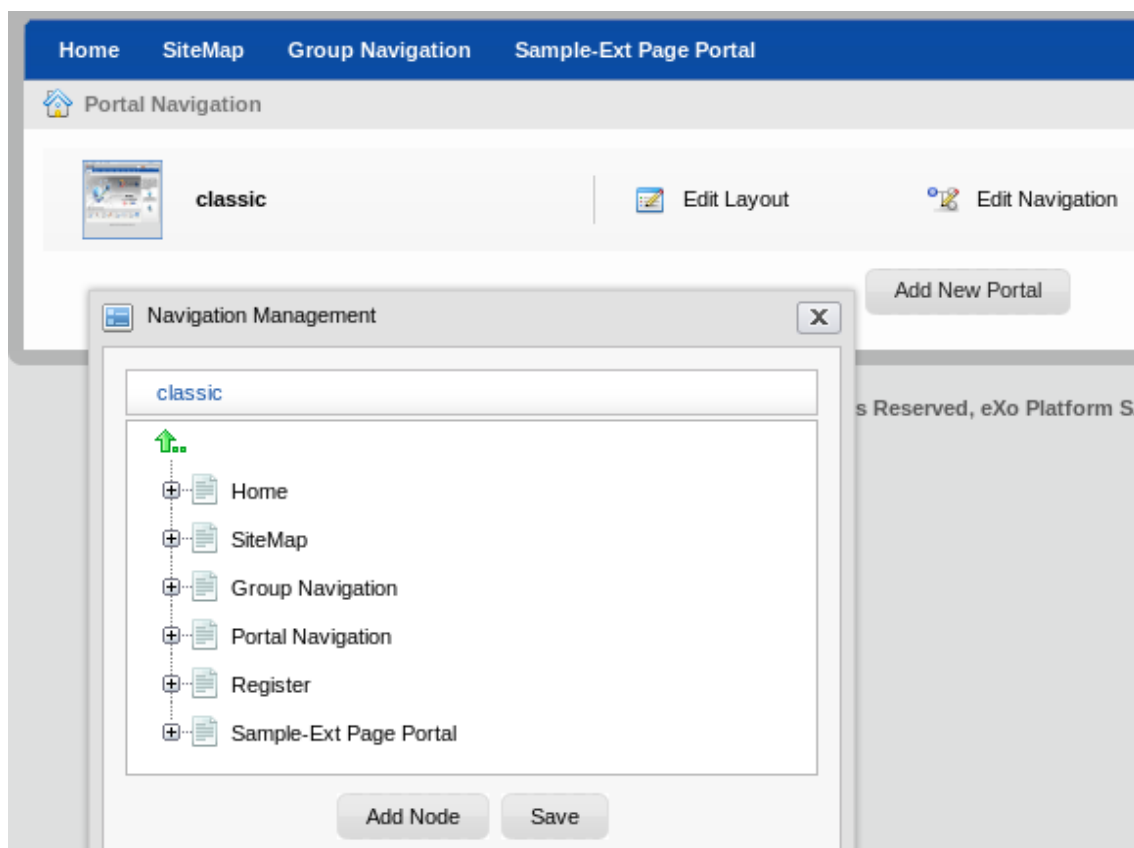 Home SiteMap Group Navigation Sample-Ext Page Portal
Portal Navigation
classic Edit Layout Edit Navigation
Add New Portal
Navigation Management
classic
s Reserved, eXo Platform S
Home
SiteMap
Group Navigation
Portal Navigation
Register
Sample-Ext Page Portal
Add Node Save